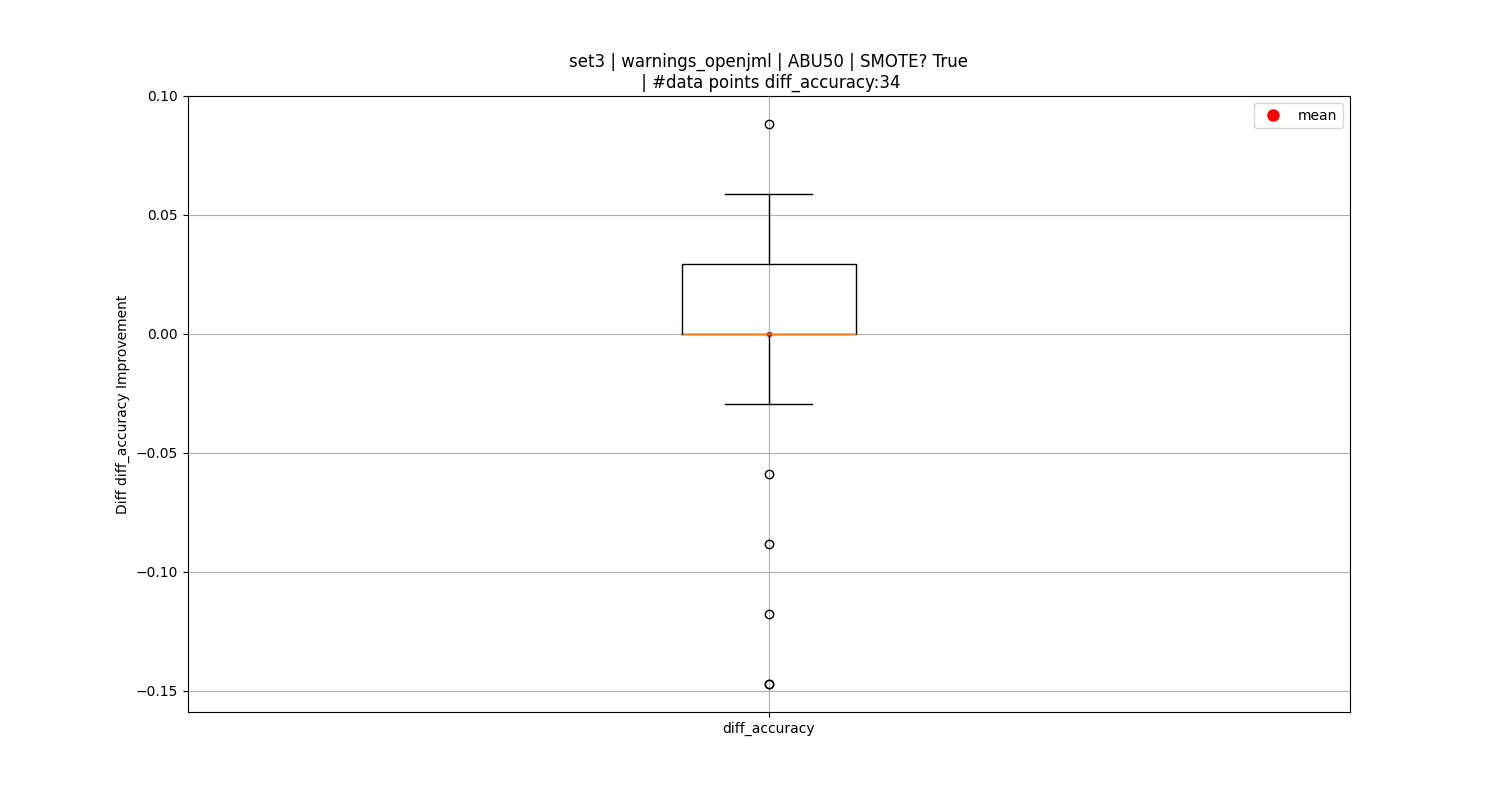 set3 | warnings_openjml | ABU50 | SMOTE? True
| #data points diff_accuracy:34
mean
0.10
0.05
0.00
−0.05
−0.10
−0.15
Diff diff_accuracy Improvement
diff_accuracy